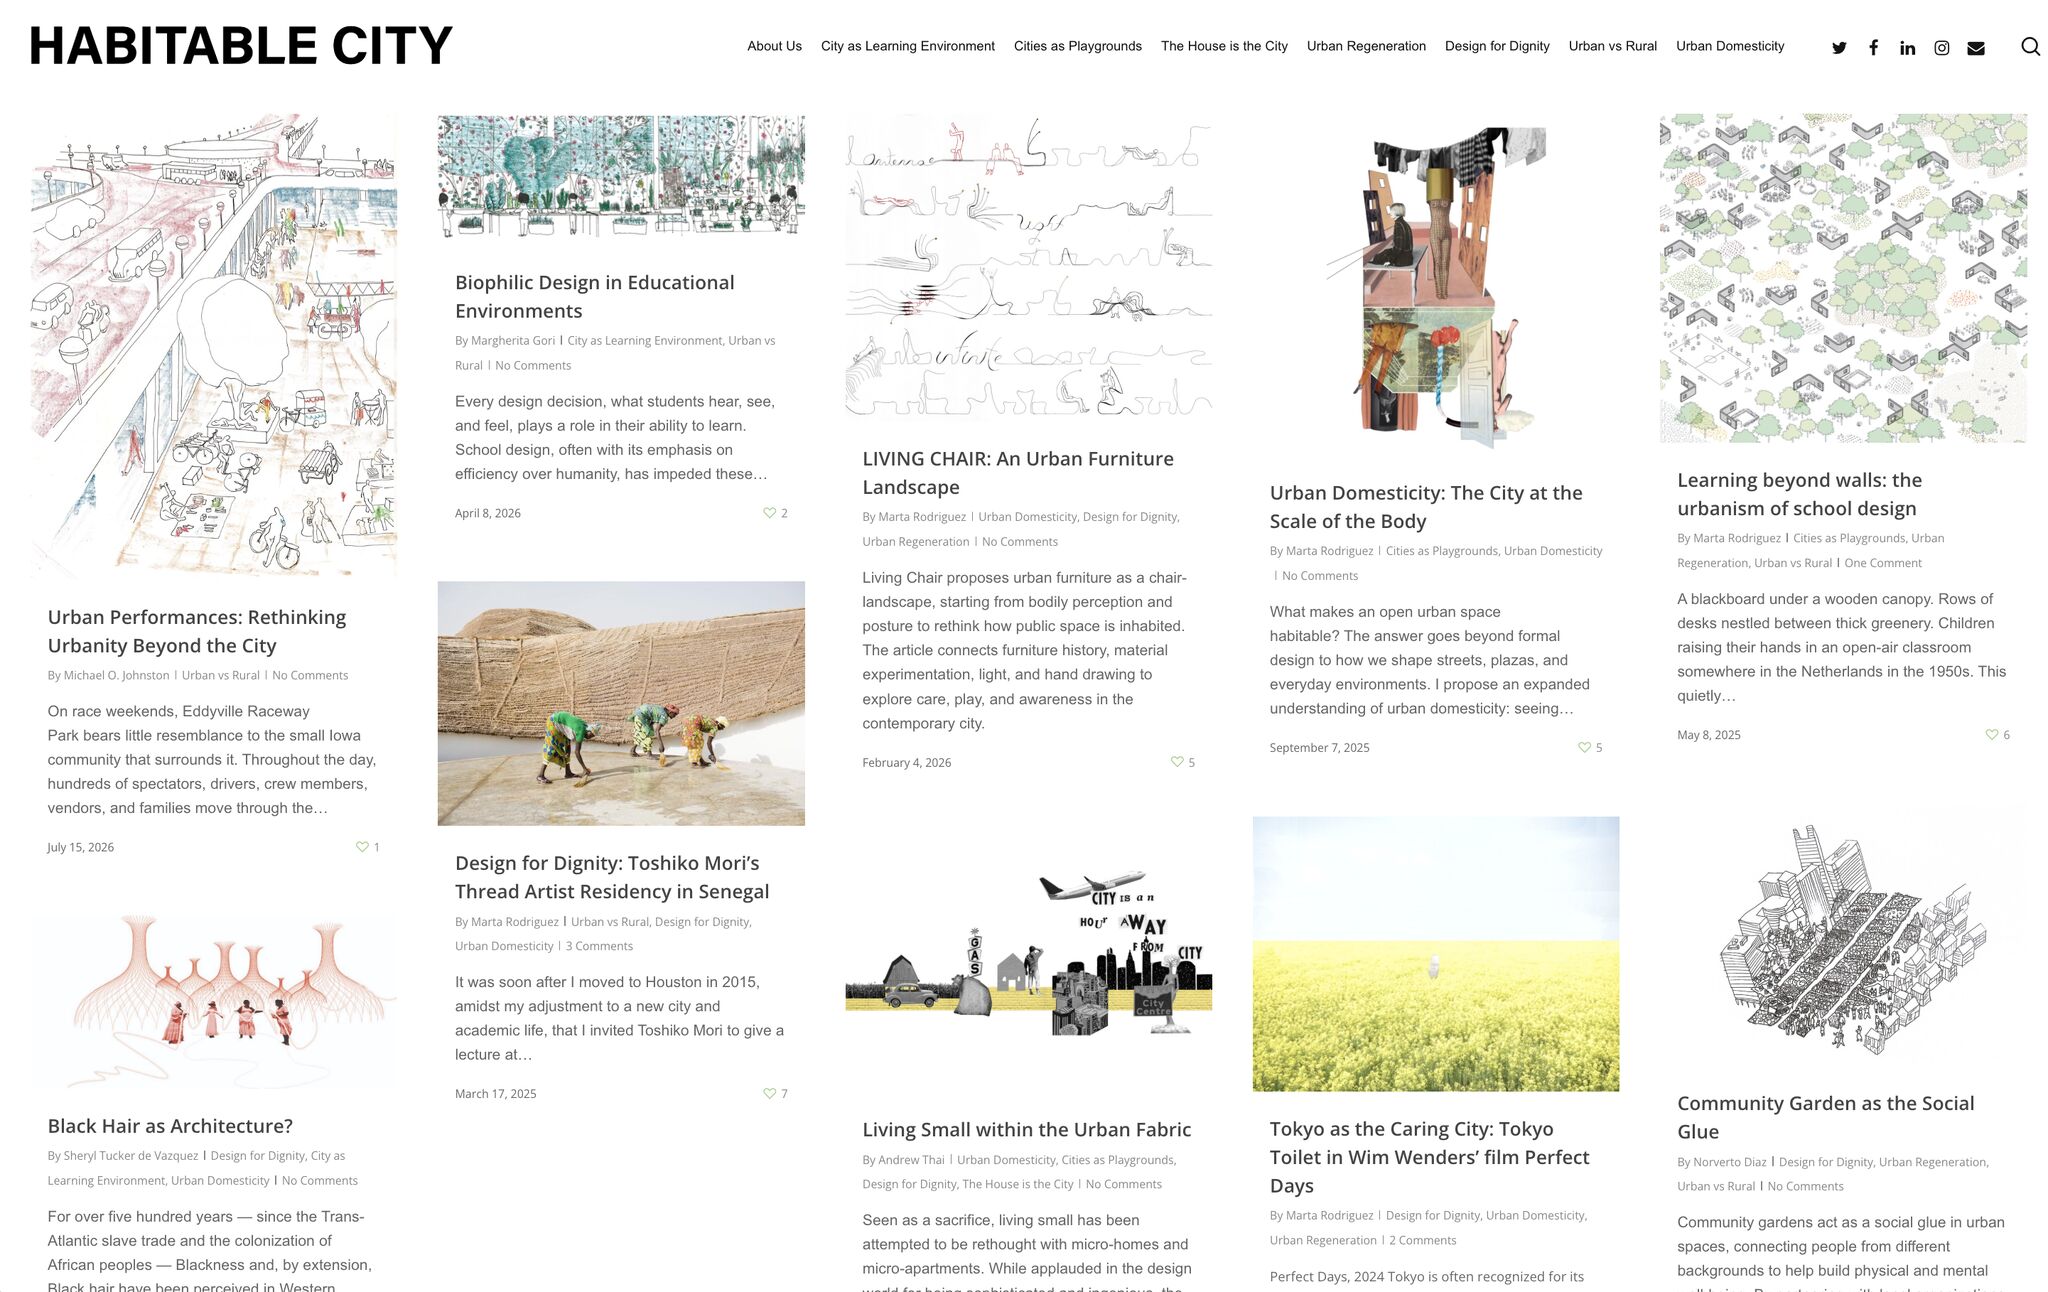 HABITABLE CITY
About Us
City as Learning Environment
Cities as Playgrounds
The House is the City
Urban Regeneration
Design for Dignity
Urban vs Rural
Urban Domesticity
Urban Performances: Rethinking
Urbanity Beyond the City
By Michael O. Johnston | Urban vs Rural | No Comments
On race weekends, Eddyville Raceway
Park bears little resemblance to the small Iowa
community that surrounds it. Throughout the day,
hundreds of spectators, drivers, crew members,
vendors, and families move through the…
July 15, 2026
1
Black Hair as Architecture?
By Sheryl Tucker de Vazquez | Design for Dignity, City as
Learning Environment, Urban Domesticity | No Comments
For over five hundred years — since the Trans-
Atlantic slave trade and the colonization of
African peoples — Blackness and, by extension,
Black hair have been perceived in Western
Biophilic Design in Educational
Environments
By Margherita Gori | City as Learning Environment, Urban vs
Rural | No Comments
Every design decision, what students hear, see,
and feel, plays a role in their ability to learn.
School design, often with its emphasis on
efficiency over humanity, has impeded these…
April 8, 2026
2
Design for Dignity: Toshiko Mori’s
Thread Artist Residency in Senegal
By Marta Rodriguez | Urban vs Rural, Design for Dignity,
Urban Domesticity | 3 Comments
It was soon after I moved to Houston in 2015,
amidst my adjustment to a new city and
academic life, that I invited Toshiko Mori to give a
lecture at…
March 17, 2025
7
light
infinite
LIVING CHAIR: An Urban Furniture
Landscape
By Marta Rodriguez | Urban Domesticity, Design for Dignity,
Urban Regeneration | No Comments
Living Chair proposes urban furniture as a chair-
landscape, starting from bodily perception and
posture to rethink how public space is inhabited.
The article connects furniture history, material
experimentation, light, and hand drawing to
explore care, play, and awareness in the
contemporary city.
February 4, 2026
5
CITY IS an
HOUr AWAY
FROM
CITY
GAS
City
Centre
Living Small within the Urban Fabric
By Andrew Thai | Urban Domesticity, Cities as Playgrounds,
Design for Dignity, The House is the City | No Comments
Seen as a sacrifice, living small has been
attempted to be rethought with micro-homes and
micro-apartments. While applauded in the design
world for being sophisticated and ingenious, the
Urban Domesticity: The City at the
Scale of the Body
By Marta Rodriguez | Cities as Playgrounds, Urban Domesticity
| No Comments
What makes an open urban space
habitable? The answer goes beyond formal
design to how we shape streets, plazas, and
everyday environments. I propose an expanded
understanding of urban domesticity: seeing…
September 7, 2025
5
Tokyo as the Caring City: Tokyo
Toilet in Wim Wenders’ film Perfect
Days
By Marta Rodriguez | Design for Dignity, Urban Domesticity,
Urban Regeneration | 2 Comments
Perfect Days, 2024 Tokyo is often recognized for its
Learning beyond walls: the
urbanism of school design
By Marta Rodriguez | Cities as Playgrounds, Urban
Regeneration, Urban vs Rural | One Comment
A blackboard under a wooden canopy. Rows of
desks nestled between thick greenery. Children
raising their hands in an open-air classroom
somewhere in the Netherlands in the 1950s. This
quietly…
May 8, 2025
6
Community Garden as the Social
Glue
By Norverto Diaz | Design for Dignity, Urban Regeneration,
Urban vs Rural | No Comments
Community gardens act as a social glue in urban
spaces, connecting people from different
backgrounds to help build physical and mental